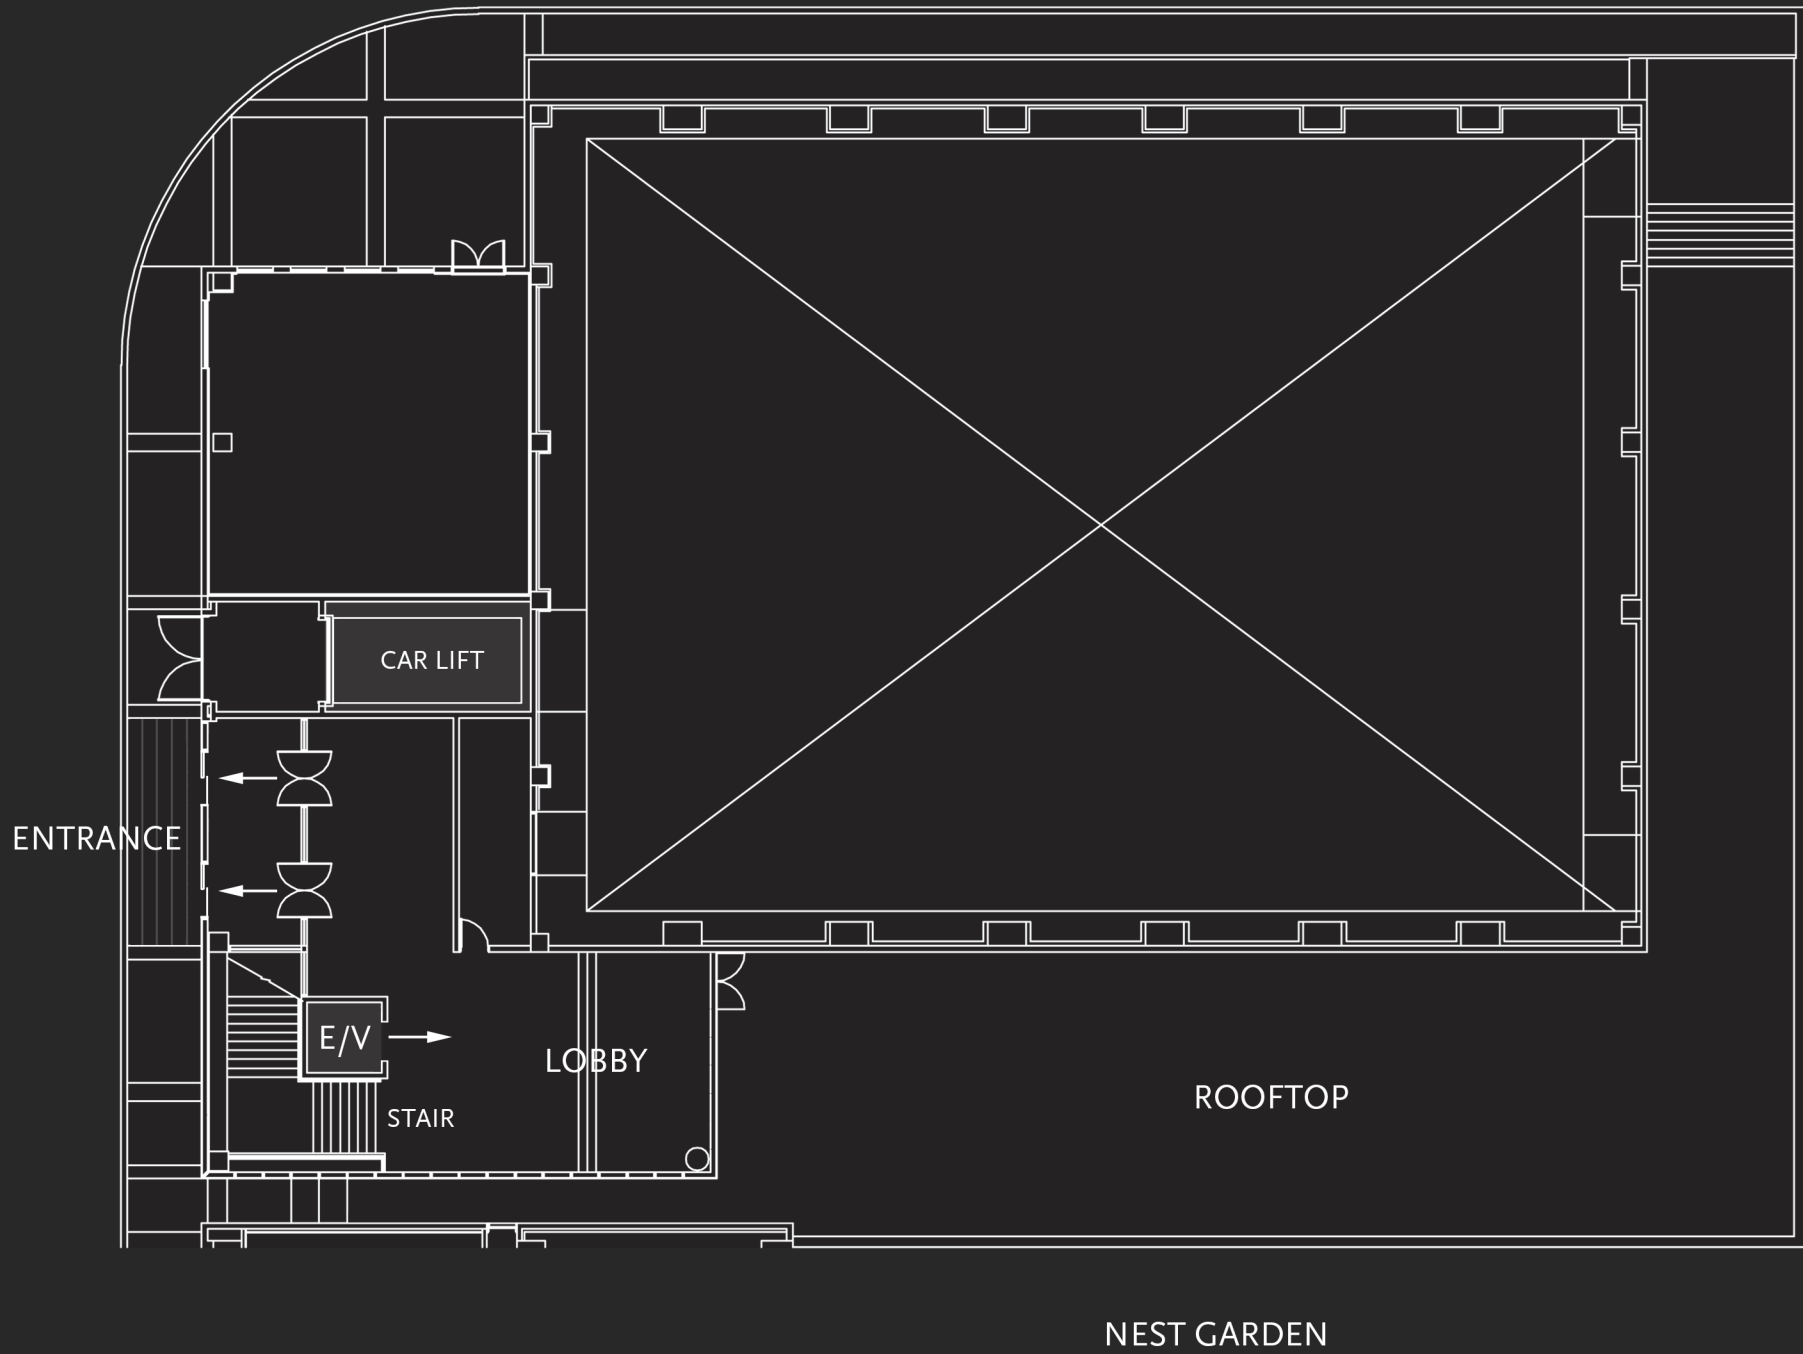 CAR LIFT
ENTRANCE
E/V
LOBBY
STAIR
ROOFTOP
NEST GARDEN